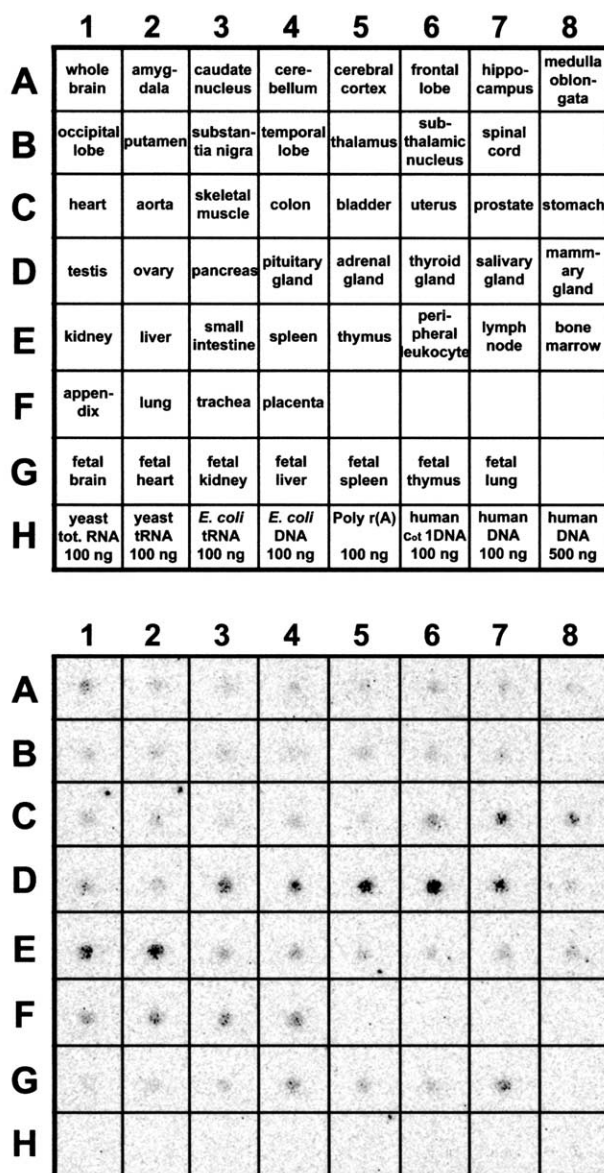 1 2 3 4 5 6 7 8
A whole brain amyg-dala caudate nucleus cere-bellum cerebral cortex frontal lobe hippo-campus medulla oblon-gata
B occipital lobe putamen substan-tia nigra temporal lobe thalamus sub-thalamic nucleus spinal cord
C heart aorta skeletal muscle colon bladder uterus prostate stomach
D testis ovary pancreas pituitary gland adrenal gland thyroid gland salivary gland mamm-ary gland
E kidney liver small intestine spleen thymus peri-pheral leukocyte lymph node bone marrow
F appen-dix lung trachea placenta
G fetal brain fetal heart fetal kidney fetal liver fetal spleen fetal thymus fetal lung
H yeast tot. RNA 100 ng yeast tRNA 100 ng E. coli tRNA 100 ng E. coli DNA 100 ng Poly r(A) 100 ng human Cot 1DNA 100 ng human DNA 100 ng human DNA 500 ng
1 2 3 4 5 6 7 8
A
B
C
D
E
F
G
H